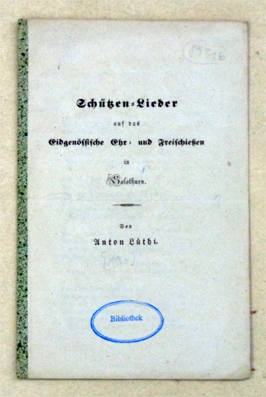 Schützen-Lieder
auf das
Eidgenössische Ehr- und Freischießen
in
Solothurn.
Von
Anton Lüthi.
Bibliothek